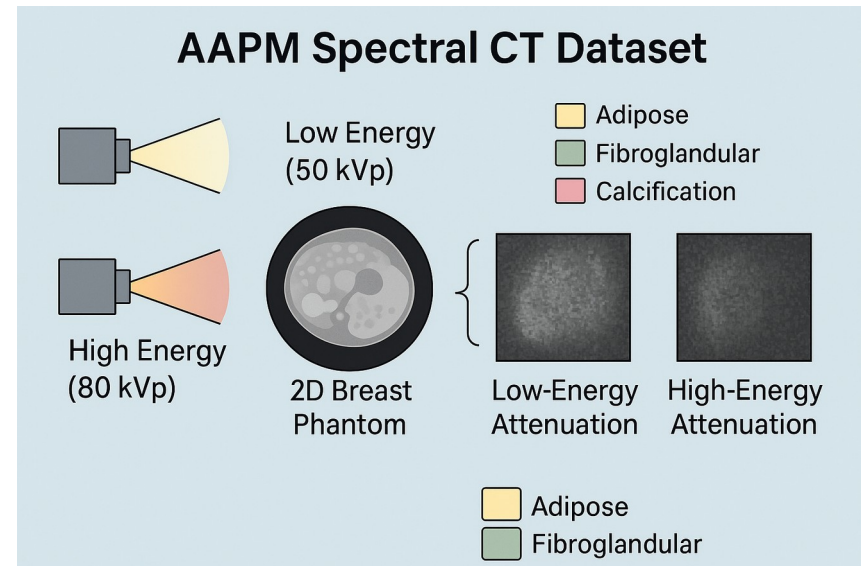 AAPM Spectral CT Dataset
Low Energy
(50 kVp)
Adipose
Fibroglandular
Calcification
High Energy
(80 kVp)
2D Breast
Phantom
Low-Energy
Attenuation
High-Energy
Attenuation
Adipose
Fibroglandular